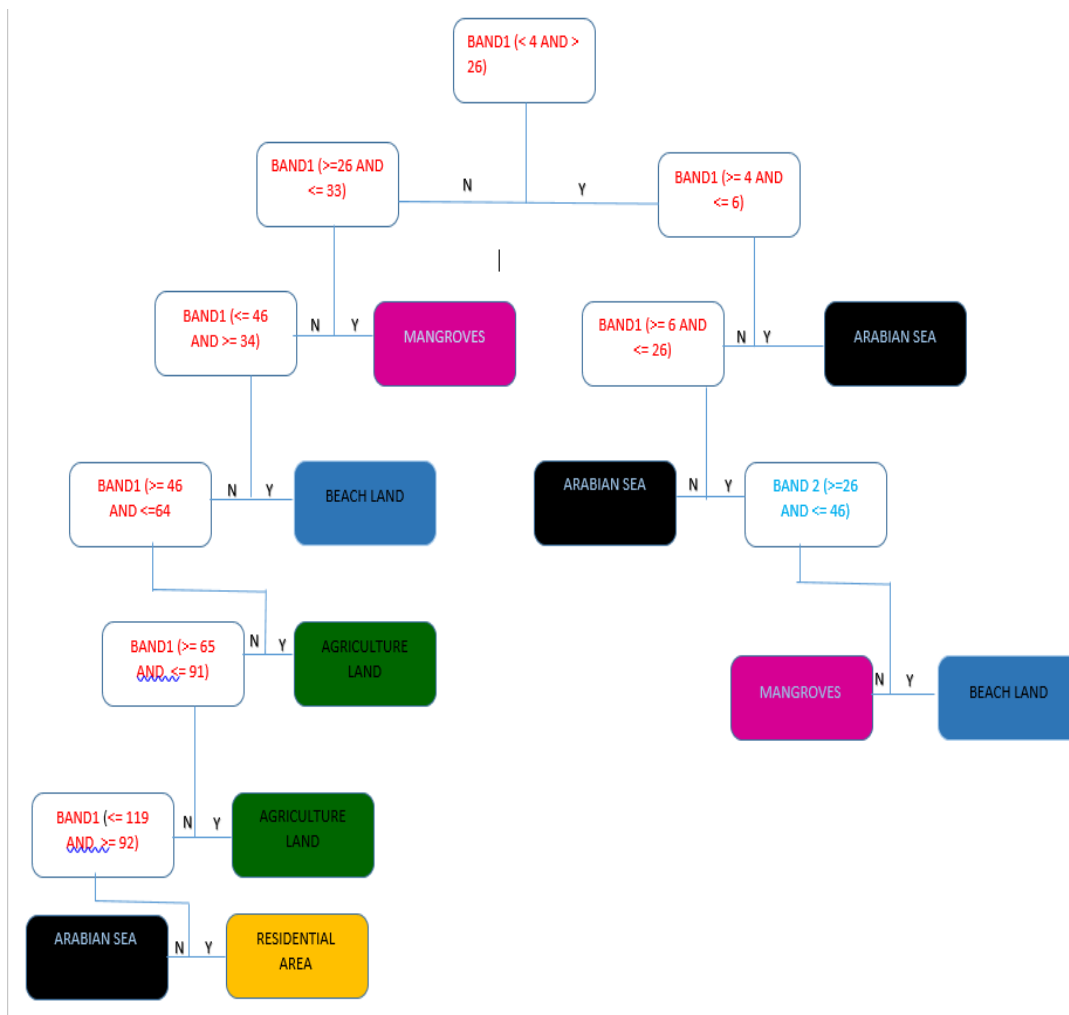 BAND1 (< 4 AND >
26)
BAND1 (>=26 AND
<= 33)
N
Y
BAND1 (>= 4 AND
<= 6)
BAND1 (<= 46
AND >= 34)
N
Y
MANGROVES
BAND1 (>= 6 AND
<= 26)
N
Y
ARABIAN SEA
BAND1 (>= 46
AND <=64
N
Y
BEACH LAND
ARABIAN SEA
N
Y
BAND 2 (>=26
AND <= 46)
BAND1 (>= 65
AND <= 91)
N
Y
AGRICULTURE
LAND
MANGROVES
N
Y
BEACH LAND
BAND1 (<= 119
AND >= 92)
N
Y
AGRICULTURE
LAND
ARABIAN SEA
N
Y
RESIDENTIAL
AREA